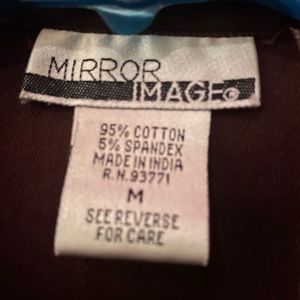 MIRROR
IMAGE
95% COTTON
5% SPANDEX
MADE IN INDIA
R.N. 93771
M
SEE REVERSE
FOR CARE